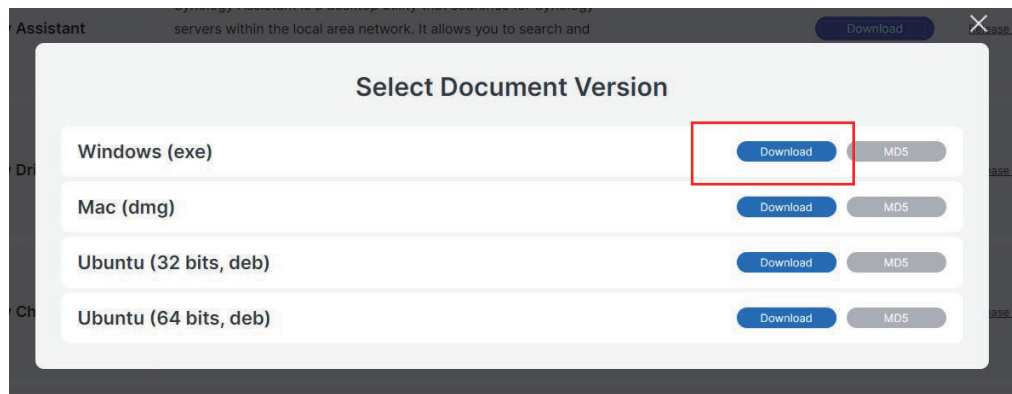 servers within the local area network. It allows you to search and
Assistant
Download
Select Document Version
Windows (exe)
Download
MD5
Mac (dmg)
Download
MD5
Ubuntu (32 bits, deb)
Download
MD5
Ubuntu (64 bits, deb)
Download
MD5